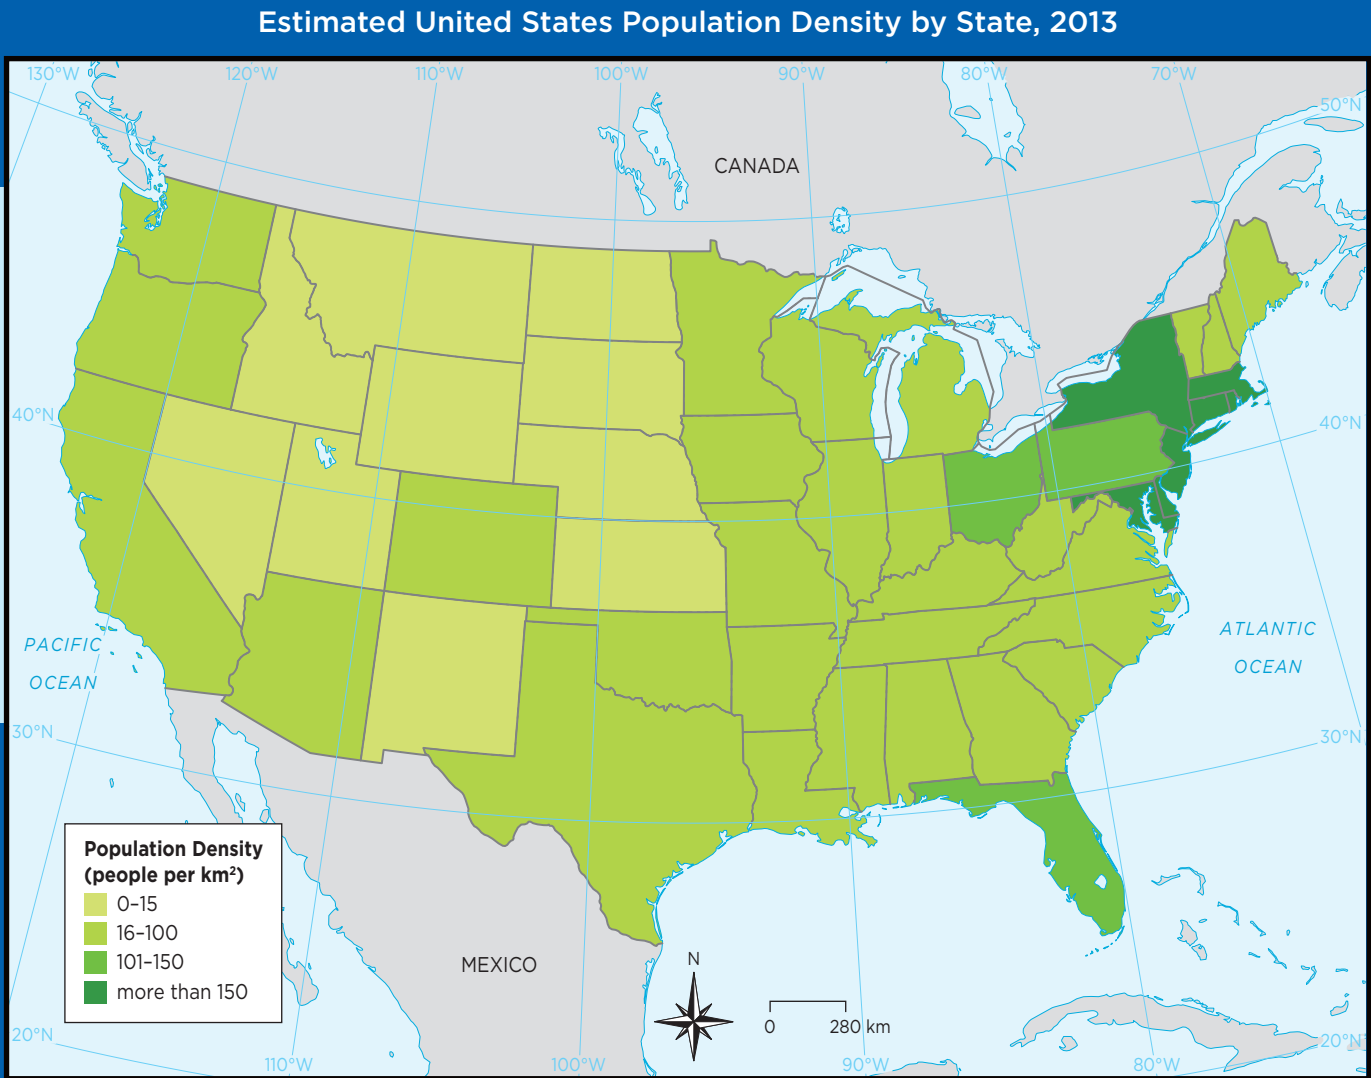 Estimated United States Population Density by State, 2013
130°W
120°W
110°W
100°W
90°W
80°W
70°W
50°N
CANADA
40°N
40°N
PACIFIC
OCEAN
ATLANTIC
OCEAN
30°N
30°N
Population Density
(people per km²)
0–15
16–100
101–150
more than 150
MEXICO
N
0
280 km
20°N
20°N
110°W
100°W
90°W
80°W